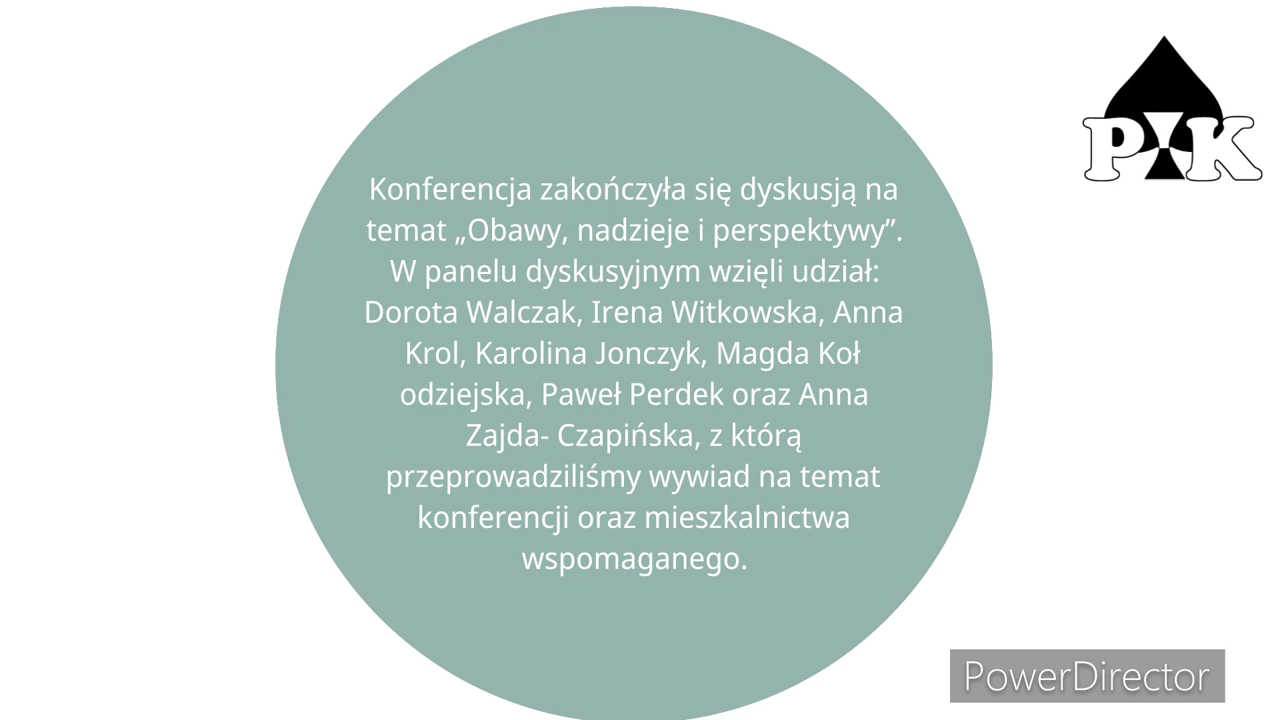 Konferencja zakończyła się dyskusją na
temat „Obawy, nadzieje i perspektywy”.
W panelu dyskusyjnym wzięli udział:
Dorota Walczak, Irena Witkowska, Anna
Krol, Karolina Jonczyk, Magda Koł
odziejska, Paweł Perdek oraz Anna
Zajda- Czapińska, z którą
przeprowadziliśmy wywiad na temat
konferencji oraz mieszkalnictwa
wspomaganego.
PIK
PowerDirector